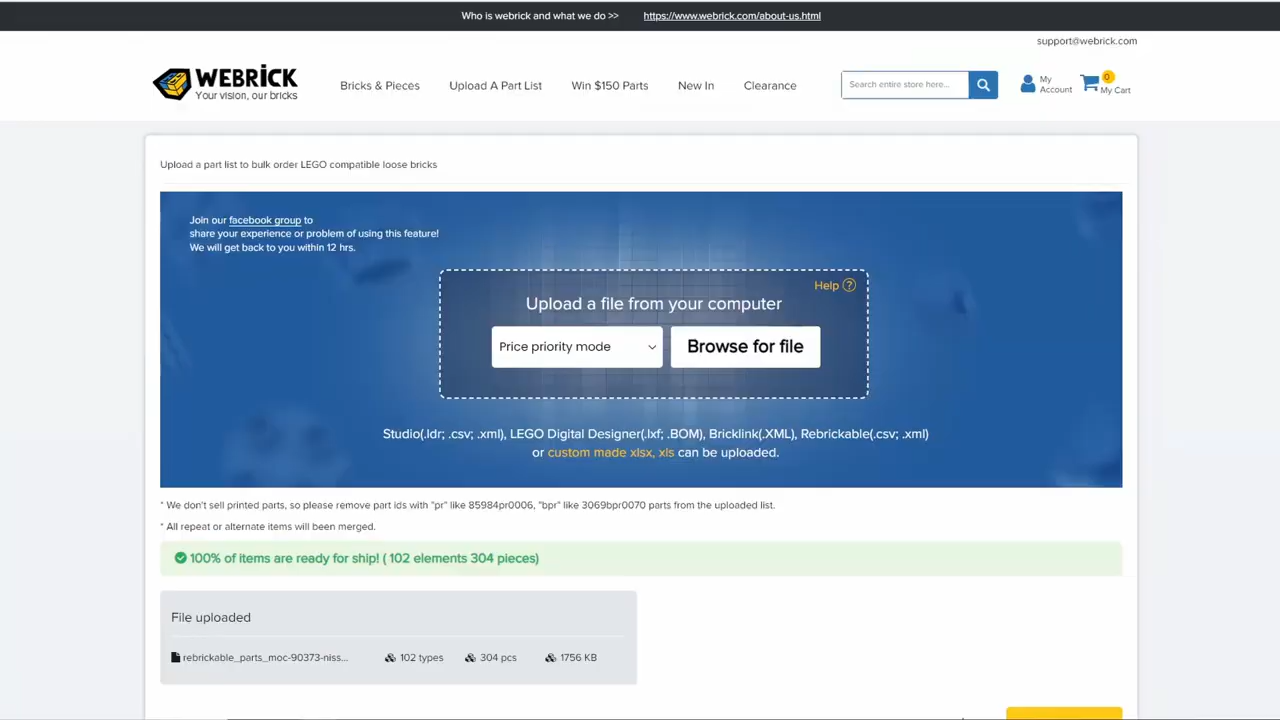 Who is webrick and what we do >> https://www.webrick.com/about-us.html
support@webrick.com
WEBRICK
Your vision, our bricks
Bricks & Pieces Upload A Part List Win $150 Parts New In Clearance
Search entire store here...
My Account
0
My Cart
Upload a part list to bulk order LEGO compatible loose bricks
Join our facebook group to
share your experience or problem of using this feature!
We will get back to you within 12 hrs.
Help ?
Upload a file from your computer
Price priority mode Browse for file
Studio(.ldr; .csv; .xml), LEGO Digital Designer(.lxf; .BOM), Bricklink(.XML), Rebrickable(.csv; .xml)
or custom made xlsx, xls can be uploaded.
* We don't sell printed parts, so please remove part ids with "pr" like 85984pr0006, "bpr" like 3069bpr0070 parts from the uploaded list.
* All repeat or alternate items will been merged.
100% of items are ready for ship! ( 102 elements 304 pieces)
File uploaded
rebrickable_parts_moc-90373-niss... 102 types 304 pcs 1756 KB